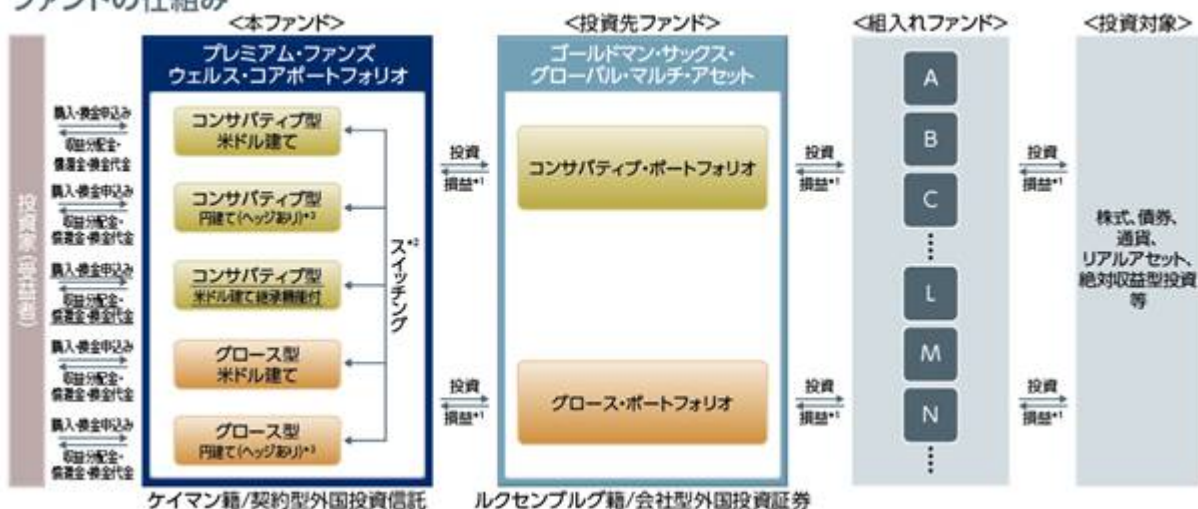 ファンドの仕組み
<本ファンド>
<投資先ファンド>
<組入れファンド>
<投資対象>
投資家(受益者)
購入・換金申込み
収益分配金・
償還金・換金代金
購入・換金申込み
収益分配金・
償還金・換金代金
購入・換金申込み
収益分配金・
償還金・換金代金
購入・換金申込み
収益分配金・
償還金・換金代金
購入・換金申込み
収益分配金・
償還金・換金代金
プレミアム・ファンズ
ウェルス・コアポートフォリオ
コンサバティブ型
米ドル建て
コンサバティブ型
円建て(ヘッジあり)*3
コンサバティブ型
米ドル建て継承機能付
グロース型
米ドル建て
グロース型
円建て(ヘッジあり)*3
スイッチング*2
ケイマン籍/契約型外国投資信託
投資
損益*1
投資
損益*1
ゴールドマン・サックス・
グローバル・マルチ・アセット
コンサバティブ・ポートフォリオ
グロース・ポートフォリオ
ルクセンブルグ籍/会社型外国投資証券
投資
損益*1
投資
損益*1
A
B
C
L
M
N
投資
損益*1
投資
損益*1
株式、債券、
通貨、
リアルアセット、
絶対収益型投資
等